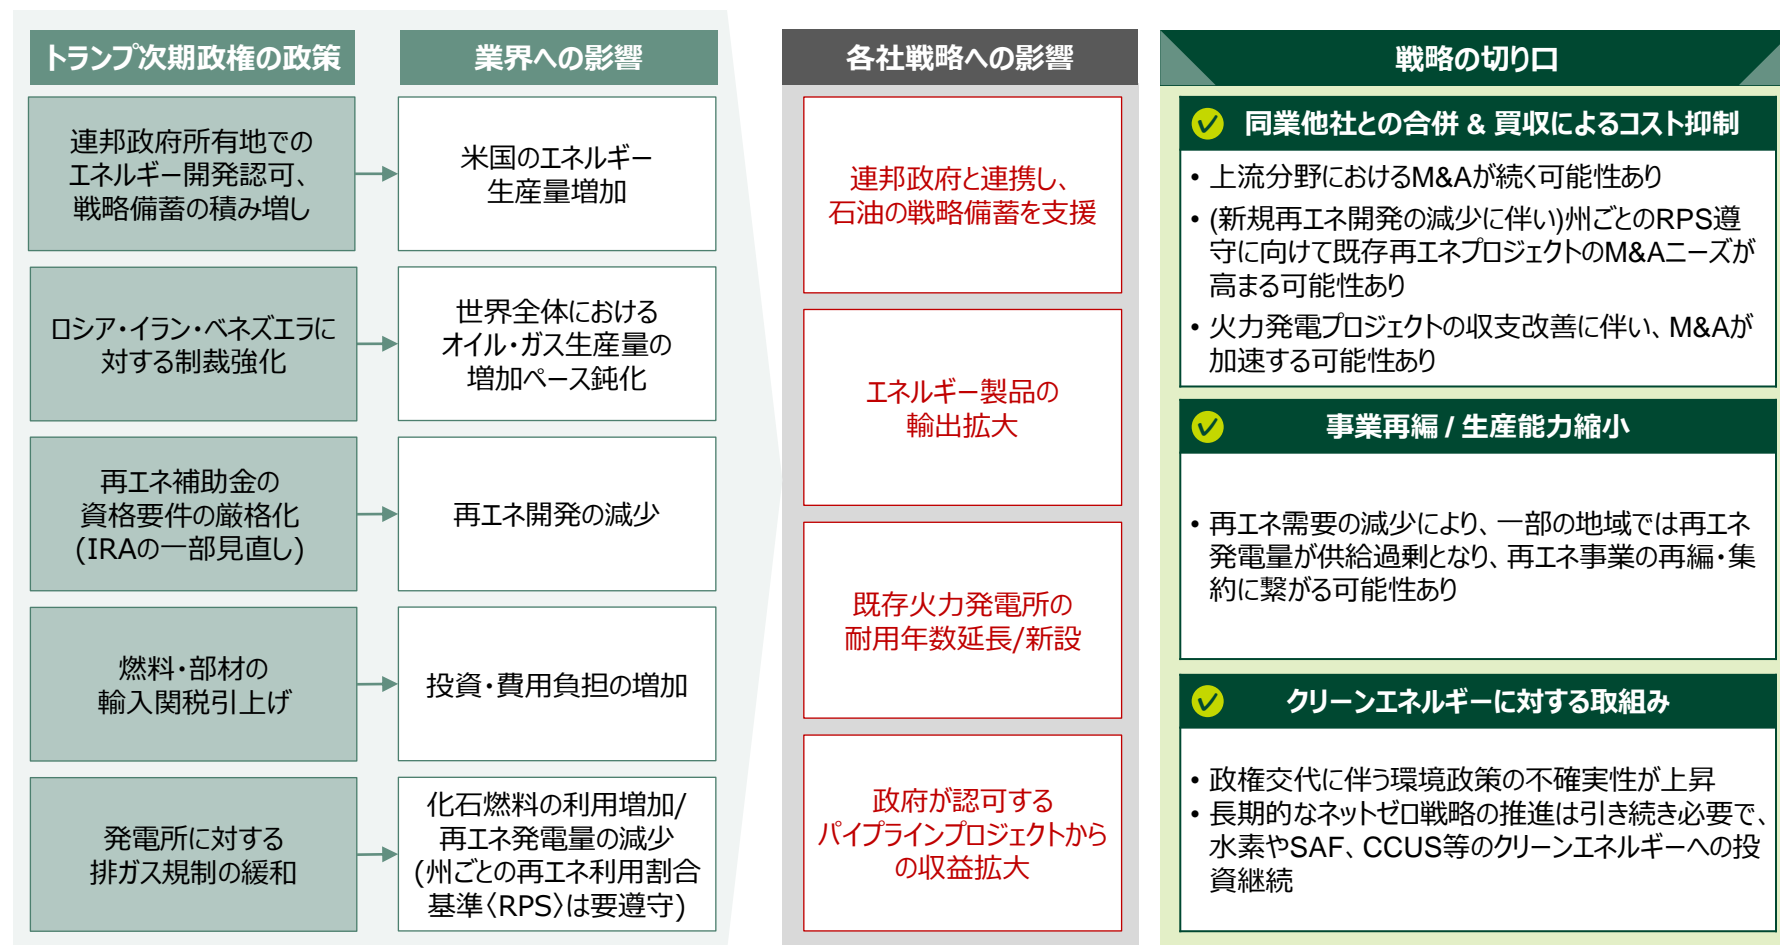 トランプ次期政権の政策
業界への影響
連邦政府所有地での
エネルギー開発認可、
戦略備蓄の積み増し
米国のエネルギー
生産量増加
ロシア・イラン・ベネズエラに
対する制裁強化
世界全体における
オイル・ガス生産量の
増加ペース鈍化
再エネ補助金の
資格要件の厳格化
(IRAの一部見直し)
再エネ開発の減少
燃料・部材の
輸入関税引上げ
投資・費用負担の増加
発電所に対する
排ガス規制の緩和
化石燃料の利用増加/
再エネ発電量の減少
(州ごとの再エネ利用割合
基準〈RPS〉は要遵守)
各社戦略への影響
連邦政府と連携し、
石油の戦略備蓄を支援
エネルギー製品の
輸出拡大
既存火力発電所の
耐用年数延長/新設
政府が認可する
パイプラインプロジェクトから
の収益拡大
戦略の切り口
同業他社との合併 & 買収によるコスト抑制
• 上流分野におけるM&Aが続く可能性あり
• (新規再エネ開発の減少に伴い)州ごとのRPS遵
守に向けて既存再エネプロジェクトのM&Aニーズが
高まる可能性あり
• 火力発電プロジェクトの収支改善に伴い、M&Aが
加速する可能性あり
事業再編 / 生産能力縮小
• 再エネ需要の減少により、一部の地域では再エネ
発電量が供給過剰となり、再エネ事業の再編・集
約に繋がる可能性あり
クリーンエネルギーに対する取組み
• 政権交代に伴う環境政策の不確実性が上昇
• 長期的なネットゼロ戦略の推進は引き続き必要で、
水素やSAF、CCUS等のクリーンエネルギーへの投
資継続